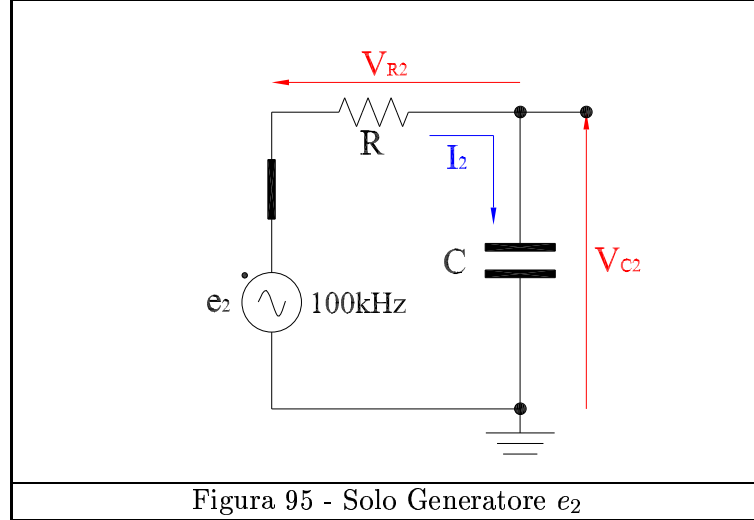 VR2
R
I2
C
VC2
e2
100kHz
Figura 95 - Solo Generatore e2